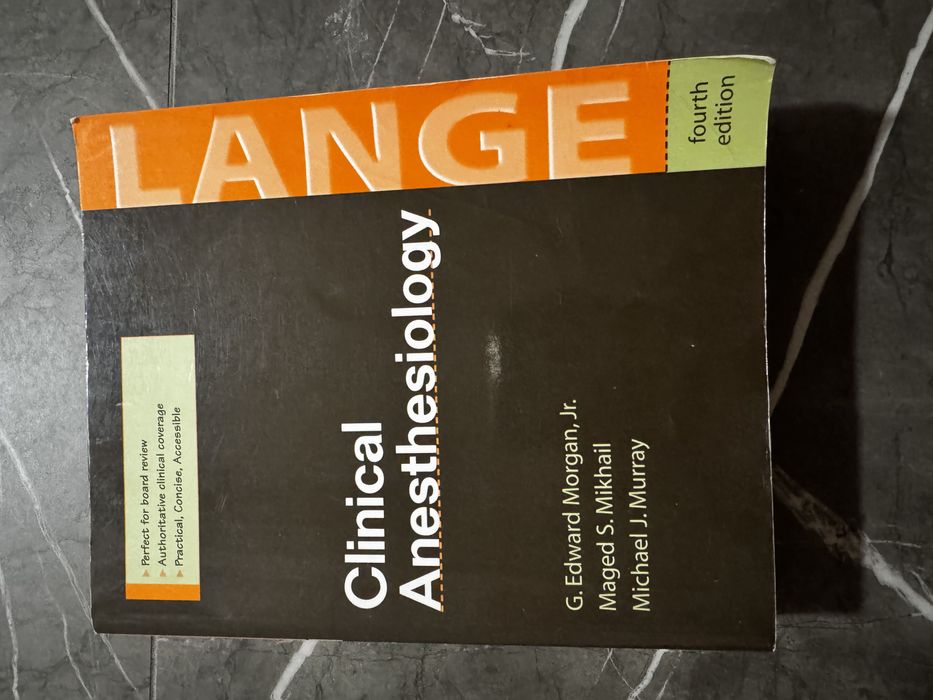 LANGE
fourth
edition
Perfect for board review
Authoritative clinical coverage
Practical, Concise, Accessible
Clinical
Anesthesiology
G. Edward Morgan, Jr.
Maged S. Mikhail
Michael J. Murray